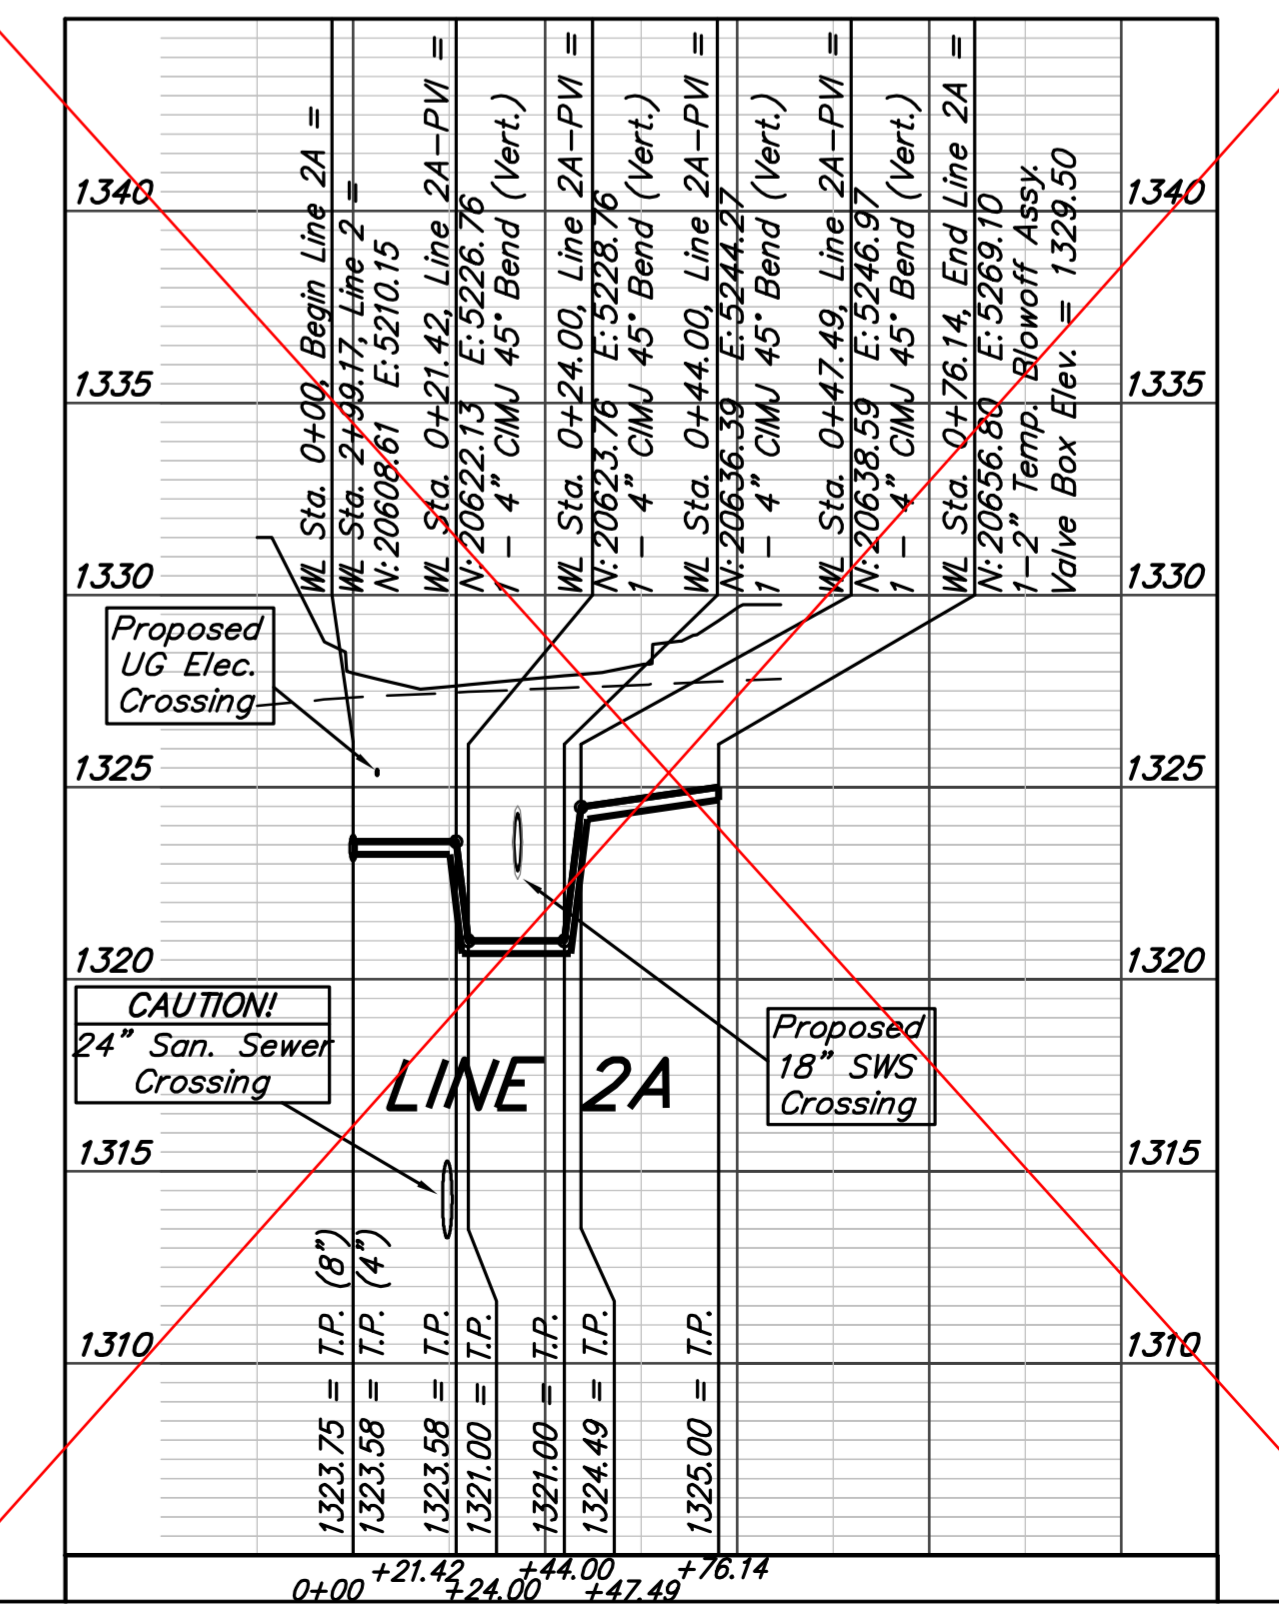 WL Sta. 0+00, Begin Line 2A =
WL Sta. 2+99.17, Line 2 =
N:20608.61 E:5210.15
WL Sta. 0+21.42, Line 2A-PVI =
N:20622.13 E:5226.76
1 - 4" CIMJ 45° Bend (Vert.)
WL Sta. 0+24.00, Line 2A-PVI =
N:20623.76 E:5228.76
1 - 4" CIMJ 45° Bend (Vert.)
WL Sta. 0+44.00, Line 2A-PVI =
N:20636.39 E:5244.27
1 - 4" CIMJ 45° Bend (Vert.)
WL Sta. 0+47.49, Line 2A-PVI =
N:20638.59 E:5246.97
1 - 4" CIMJ 45° Bend (Vert.)
WL Sta. 0+76.14, End Line 2A =
N:20656.80 E:5269.10
1-2" Temp. Blowoff Assy.
Valve Box Elev. = 1329.50
1340
1340
1335
1335
1330
1330
Proposed
UG Elec.
Crossing
1325
1325
1320
1320
CAUTION!
24" San. Sewer
Crossing
LINE 2A
Proposed
18" SWS
Crossing
1315
1315
1310
1310
1323.75 = T.P. (8")
1323.58 = T.P. (4")
1323.58 = T.P.
1321.00 = T.P.
1321.00 = T.P.
1324.49 = T.P.
1325.00 = T.P.
0+00
+21.42
+24.00
+44.00
+47.49
+76.14